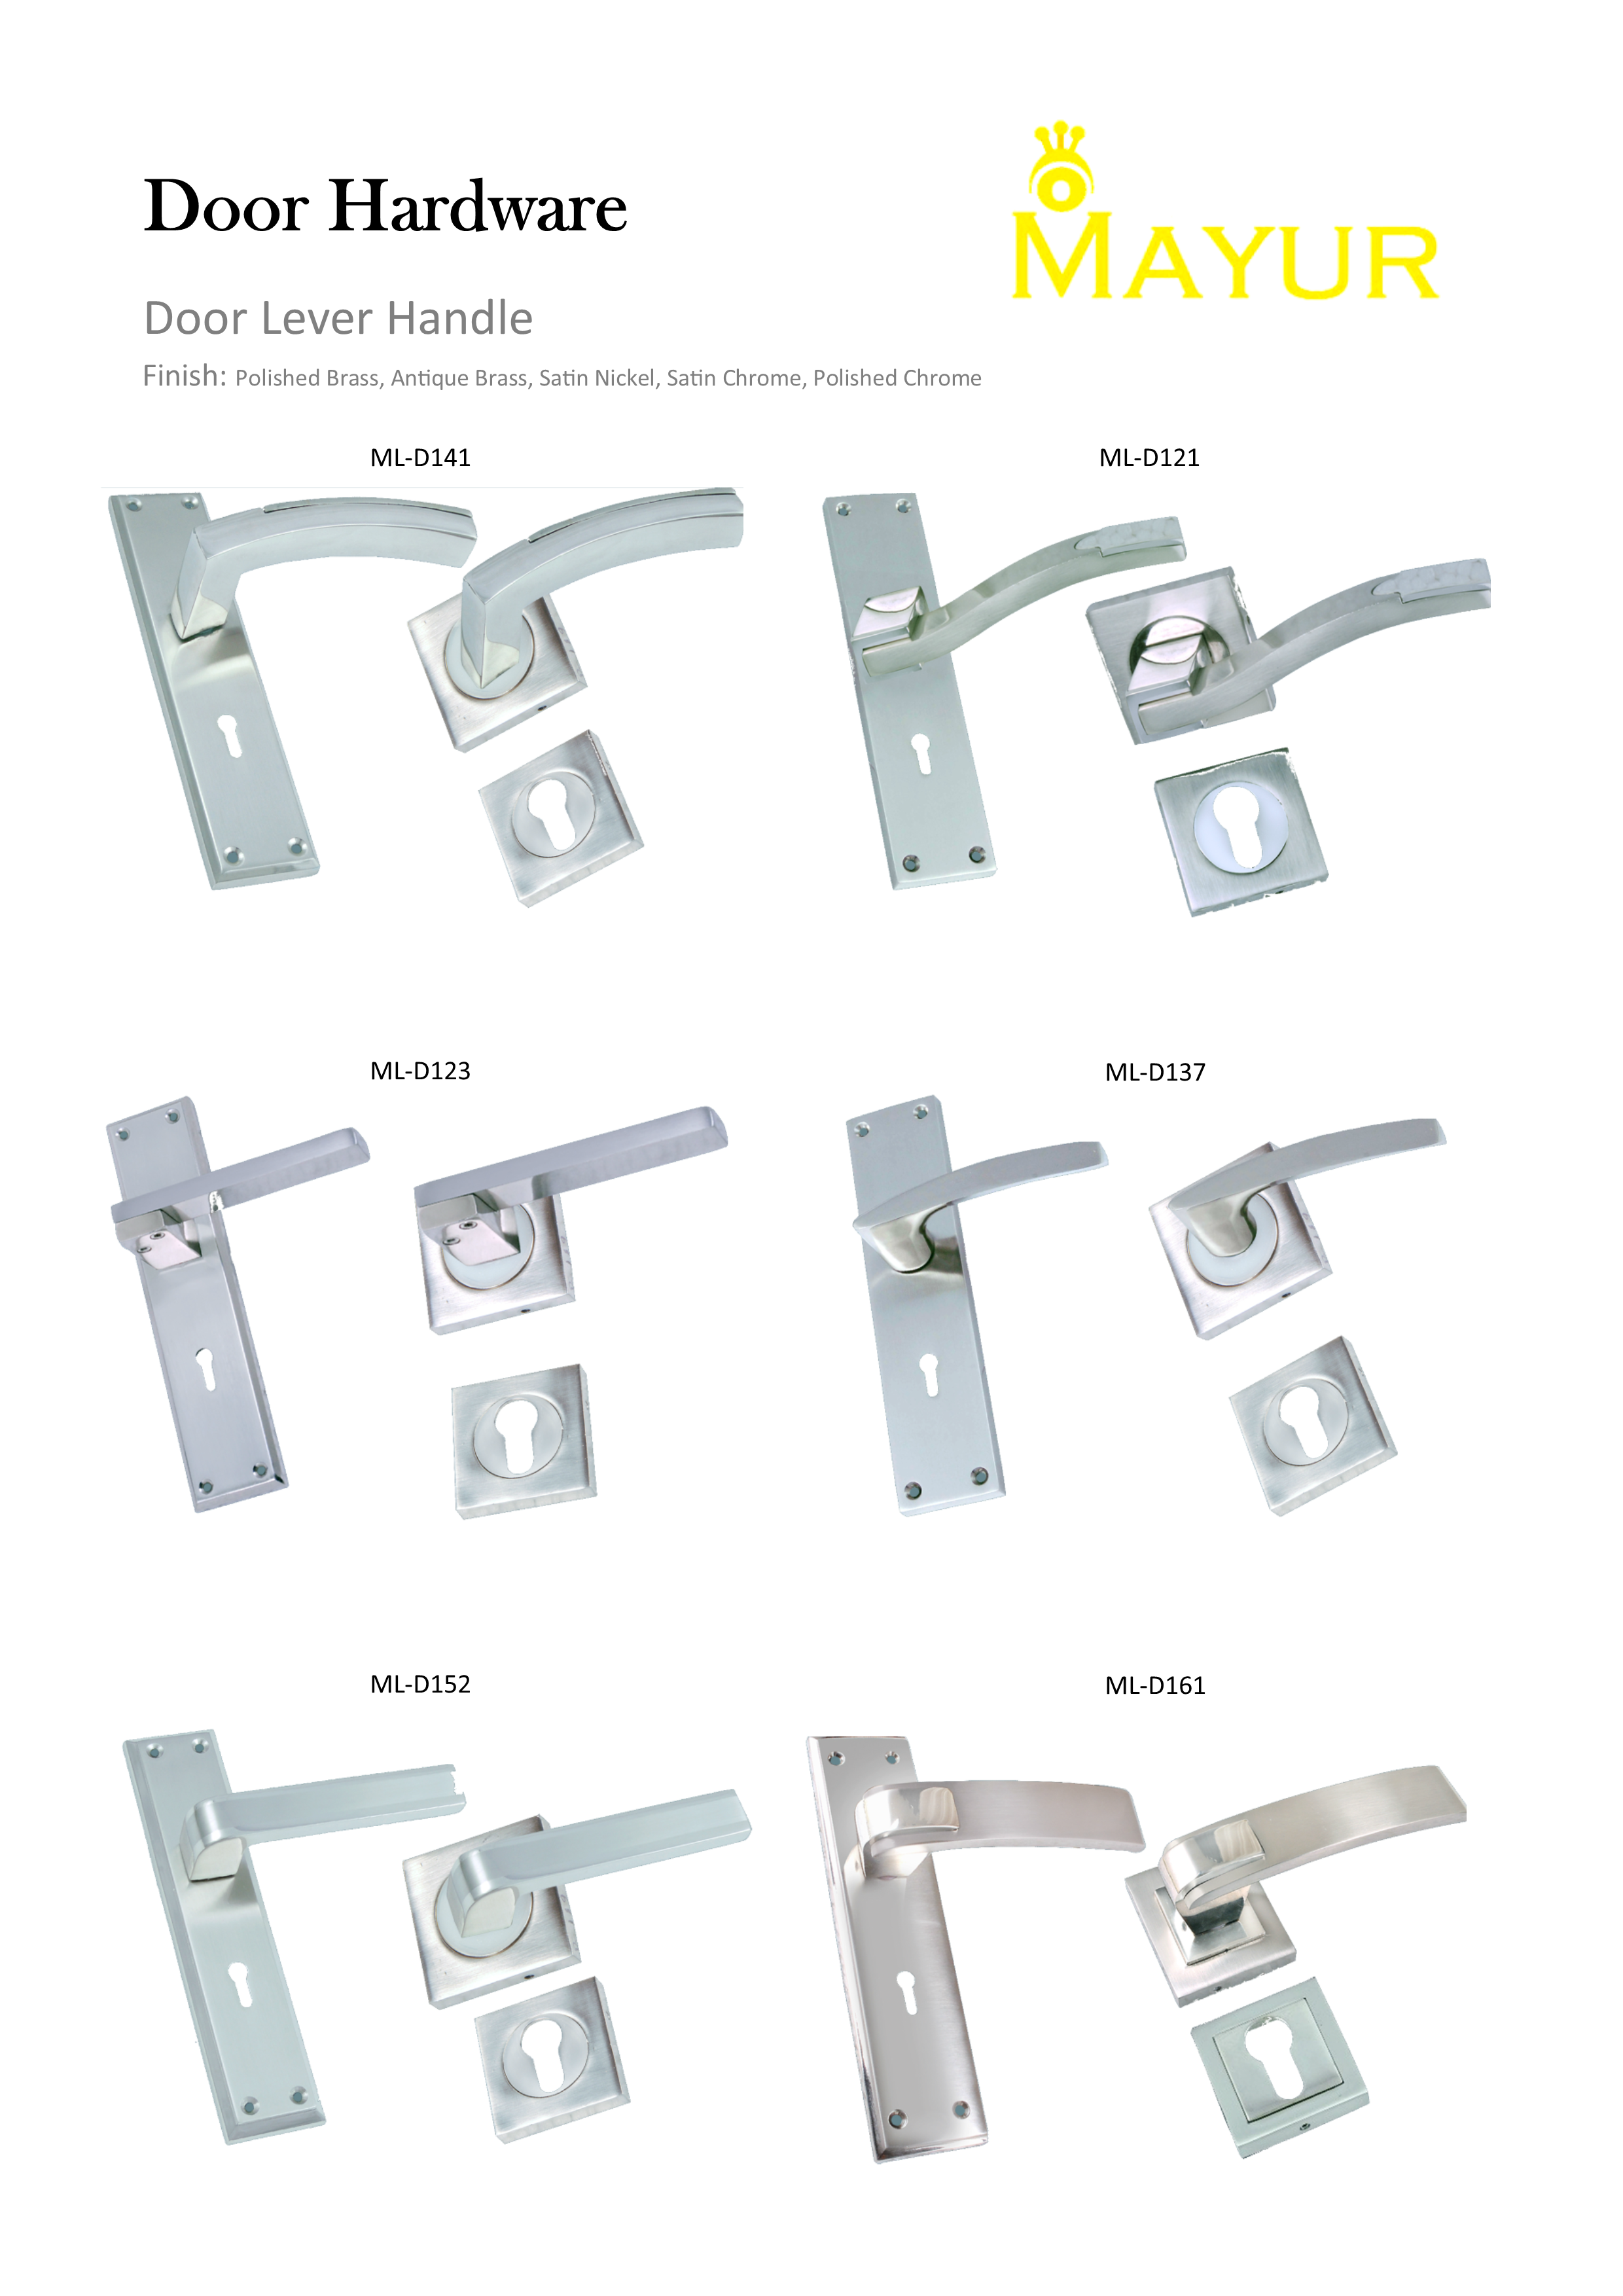 Door Hardware
MAYUR
Door Lever Handle
Finish: Polished Brass, Antique Brass, Satin Nickel, Satin Chrome, Polished Chrome
ML-D141
ML-D121
ML-D123
ML-D137
ML-D152
ML-D161